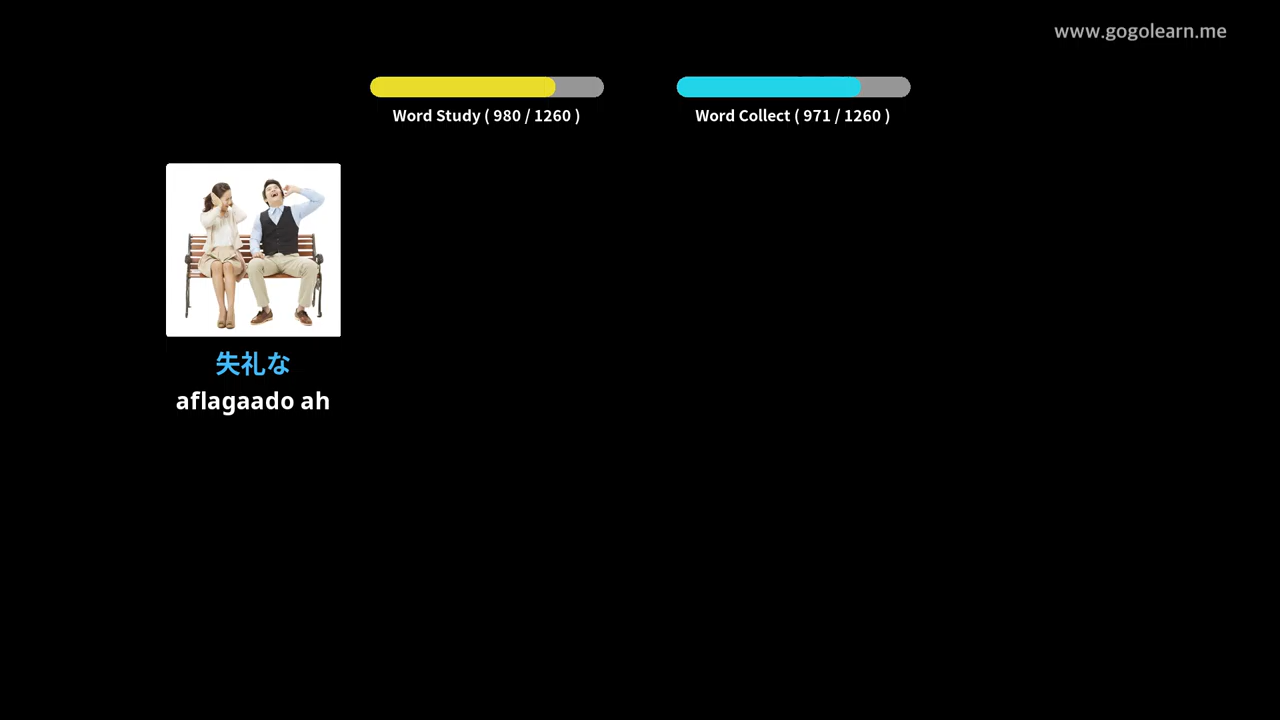 www.gogolearn.me
Word Study ( 980 / 1260 )
Word Collect ( 971 / 1260 )
失礼な
aflagaado ah